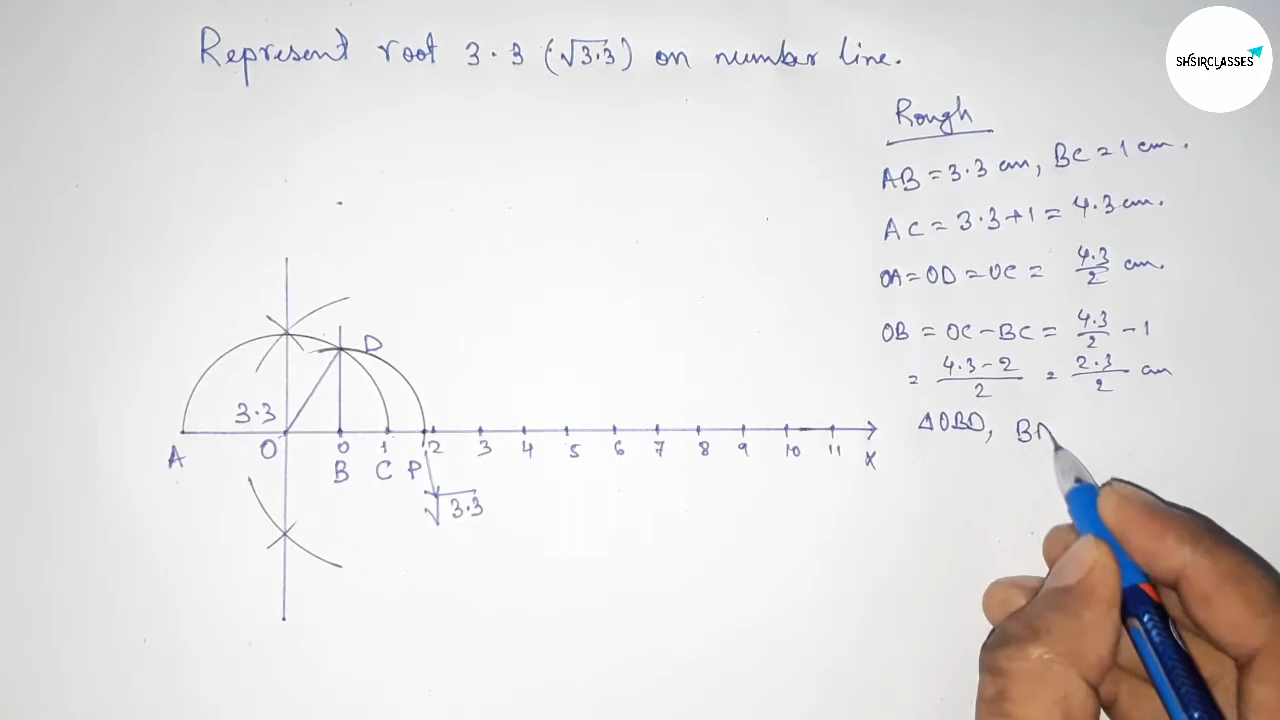 Represent root 3.3 (√3.3) on number line.
SHSIRCLASSES
Rough
AB = 3.3 cm, BC = 1 cm.
AC = 3.3 + 1 = 4.3 cm.
OA = OD = OC = 4.3/2 cm.
OB = OC - BC = 4.3/2 - 1
= 4.3 - 2/2 = 2.3/2 cm
△OBD, BD
D
3.3
A O 0 1 2 3 4 5 6 7 8 9 10 11 X
B C P
√3.3